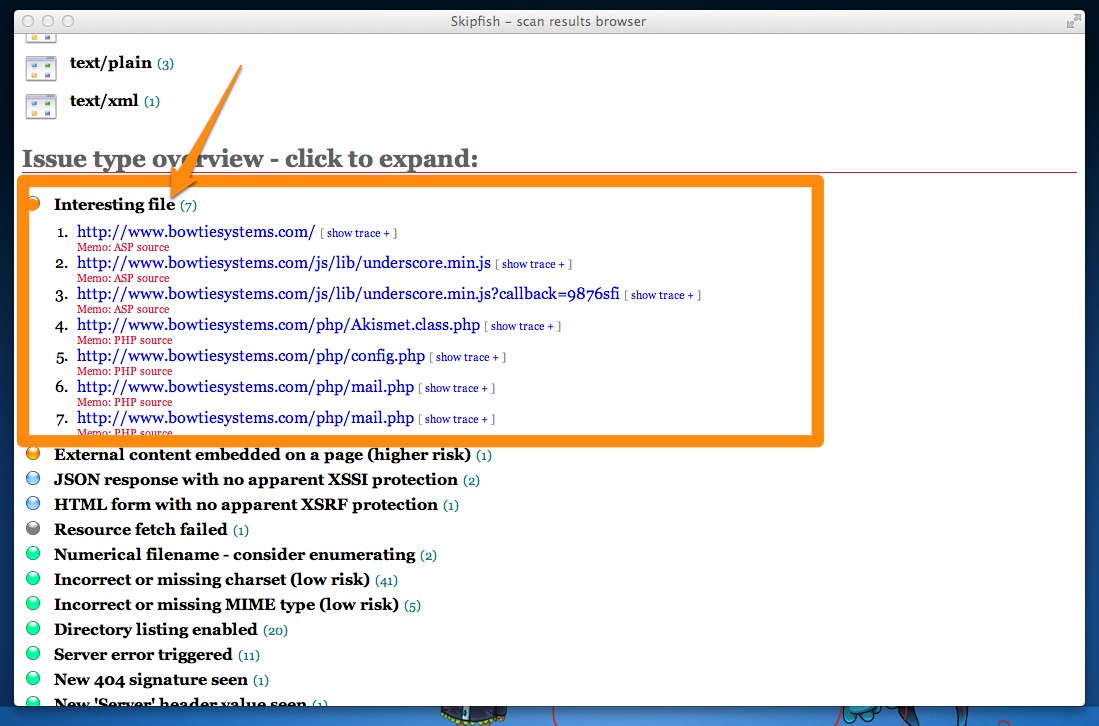 Skipfish – scan results browser
text/plain (3)
text/xml (1)
Issue type overview - click to expand:
Interesting file (7)
1. http://www.bowtiesystems.com/ [ show trace + ]
Memo: ASP source
2. http://www.bowtiesystems.com/js/lib/underscore.min.js [ show trace + ]
Memo: ASP source
3. http://www.bowtiesystems.com/js/lib/underscore.min.js?callback=9876sfi [ show trace + ]
Memo: ASP source
4. http://www.bowtiesystems.com/php/Akismet.class.php [ show trace + ]
Memo: PHP source
5. http://www.bowtiesystems.com/php/config.php [ show trace + ]
Memo: PHP source
6. http://www.bowtiesystems.com/php/mail.php [ show trace + ]
Memo: PHP source
7. http://www.bowtiesystems.com/php/mail.php [ show trace + ]
Memo: PHP source
External content embedded on a page (higher risk) (1)
JSON response with no apparent XSSI protection (2)
HTML form with no apparent XSRF protection (1)
Resource fetch failed (1)
Numerical filename - consider enumerating (2)
Incorrect or missing charset (low risk) (41)
Incorrect or missing MIME type (low risk) (5)
Directory listing enabled (20)
Server error triggered (11)
New 404 signature seen (1)
New 'Server' header value seen (1)